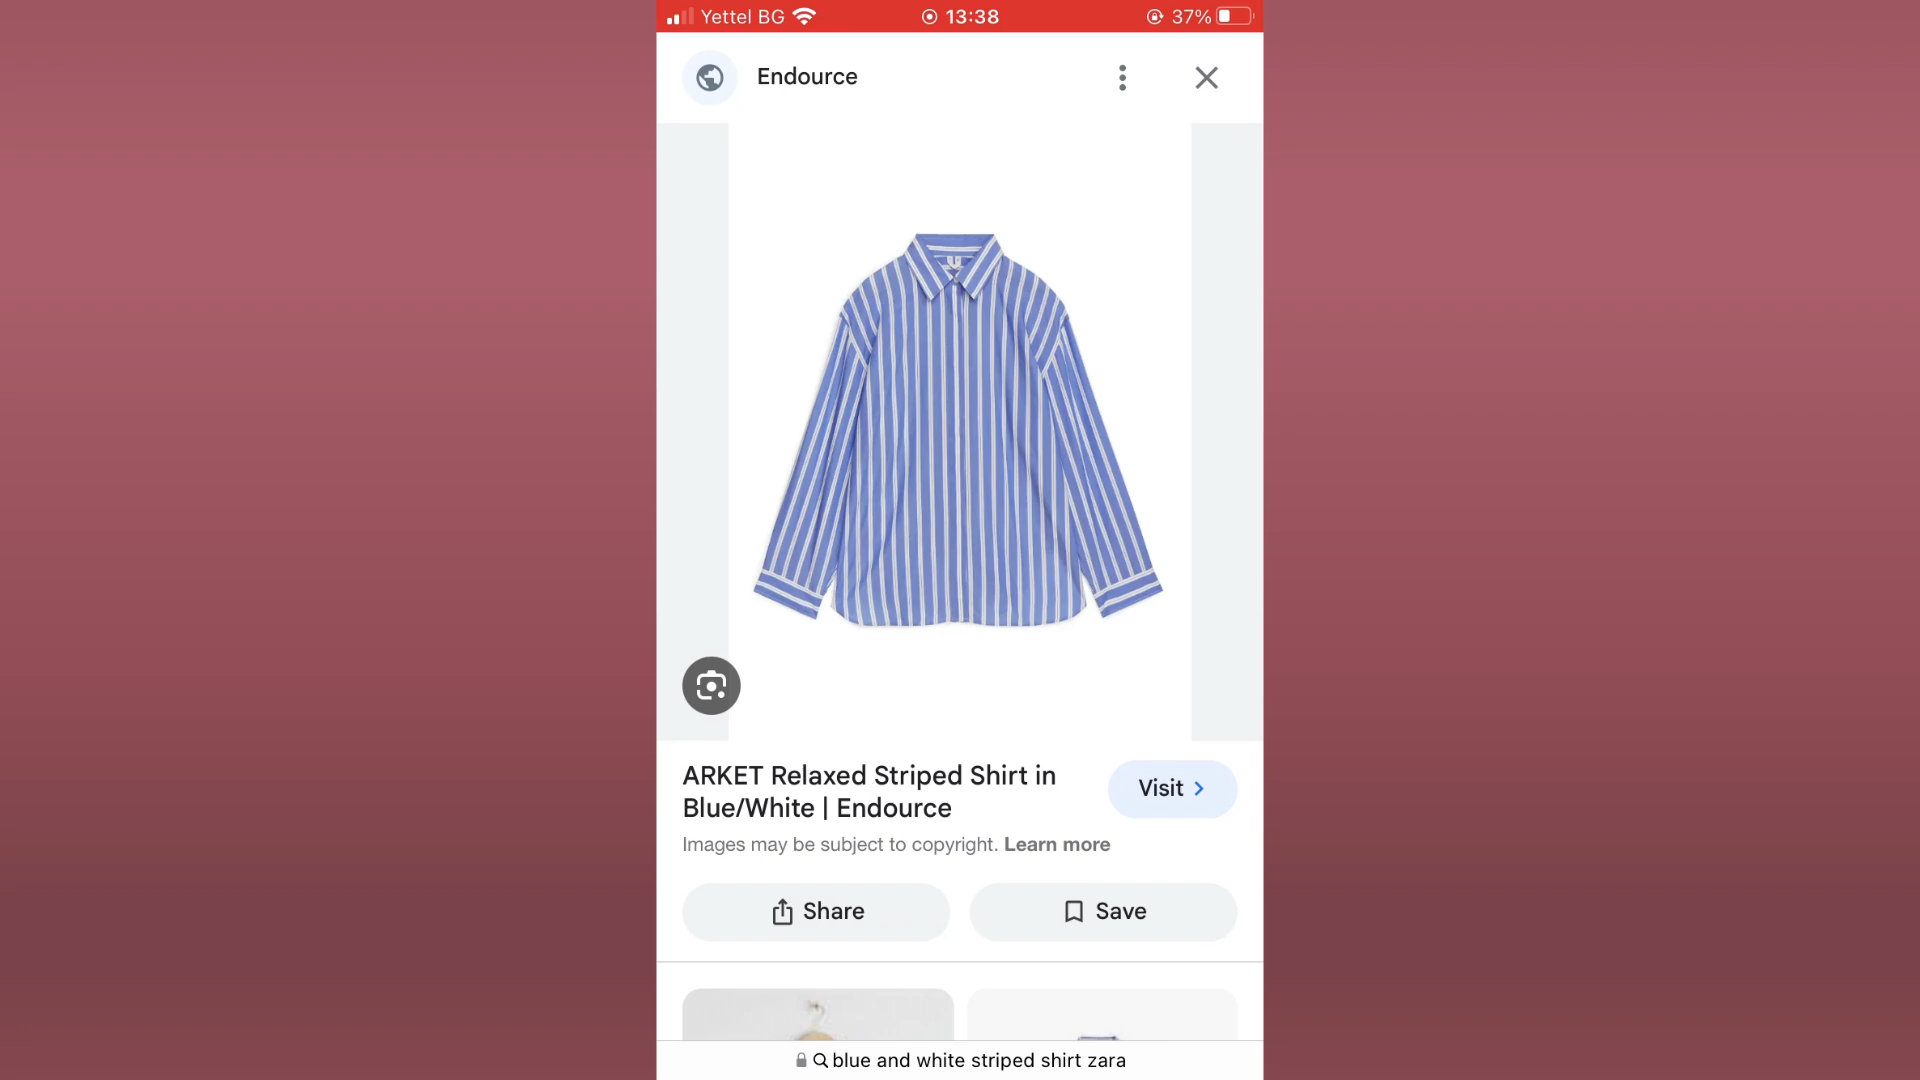 Yettel BG 13:38 37%
Endource
ARKET Relaxed Striped Shirt in
Blue/White | Endource
Visit
Images may be subject to copyright. Learn more
Share Save
blue and white striped shirt zara